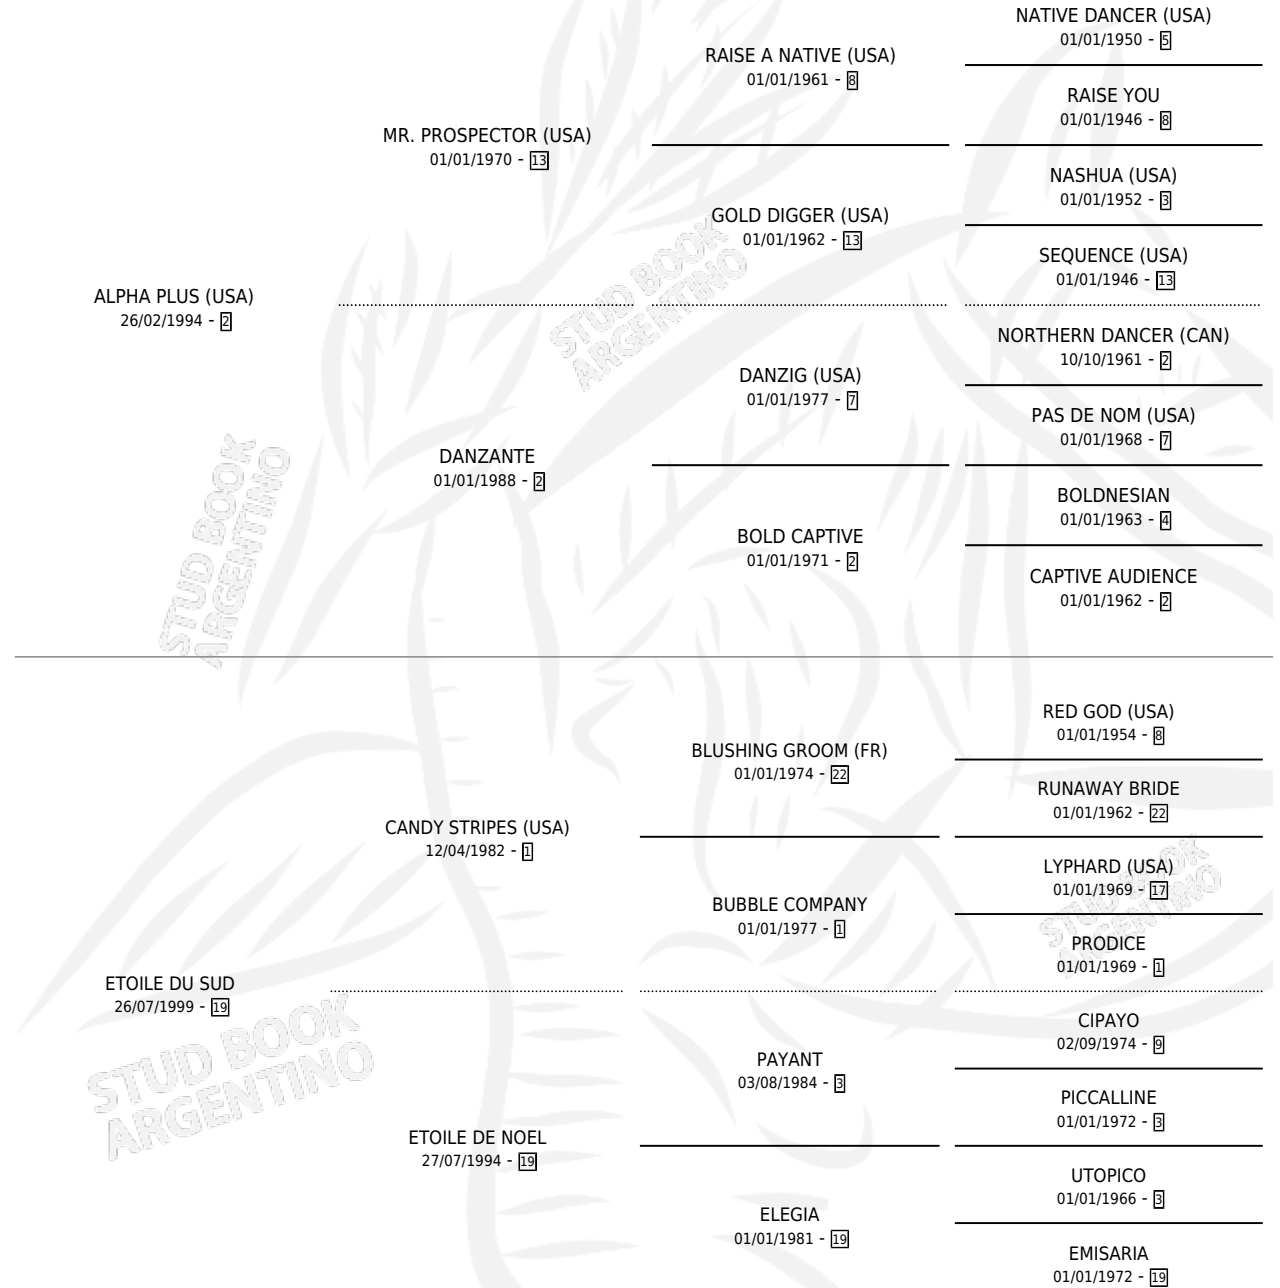 NATIVE DANCER (USA)
01/01/1950 - 5
RAISE A NATIVE (USA)
01/01/1961 - 8
RAISE YOU
01/01/1946 - 8
MR. PROSPECTOR (USA)
01/01/1970 - 13
NASHUA (USA)
01/01/1952 - 3
GOLD DIGGER (USA)
01/01/1962 - 13
SEQUENCE (USA)
01/01/1946 - 13
ALPHA PLUS (USA)
26/02/1994 - 2
NORTHERN DANCER (CAN)
10/10/1961 - 2
DANZIG (USA)
01/01/1977 - 7
PAS DE NOM (USA)
01/01/1968 - 7
DANZANTE
01/01/1988 - 2
BOLDNESIAN
01/01/1963 - 4
BOLD CAPTIVE
01/01/1971 - 2
CAPTIVE AUDIENCE
01/01/1962 - 2
RED GOD (USA)
01/01/1954 - 8
BLUSHING GROOM (FR)
01/01/1974 - 22
RUNAWAY BRIDE
01/01/1962 - 22
CANDY STRIPES (USA)
12/04/1982 - 1
LYPHARD (USA)
01/01/1969 - 17
BUBBLE COMPANY
01/01/1977 - 1
PRODICE
01/01/1969 - 1
ETOILE DU SUD
26/07/1999 - 19
CIPAYO
02/09/1974 - 9
PAYANT
03/08/1984 - 3
PICCALLINE
01/01/1972 - 3
ETOILE DE NOEL
27/07/1994 - 19
UTOPICO
01/01/1966 - 3
ELEGIA
01/01/1981 - 19
EMISARIA
01/01/1972 - 19
STUD BOOK
ARGENTINO
STUD BOOK
ARGENTINO
STUD BOOK
ARGENTINO
STUD BOOK
ARGENTINO